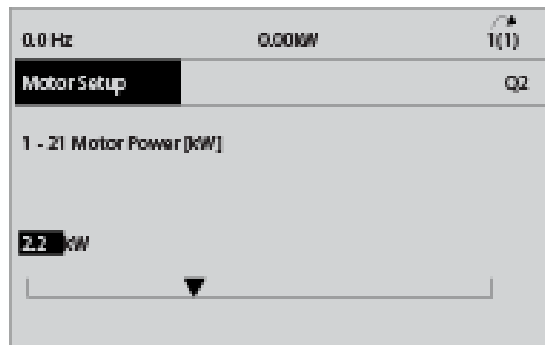 0.0 Hz 0.00kW 1(1)
Motor Setup Q2
1 - 21 Motor Power [kW]
2.2 kW